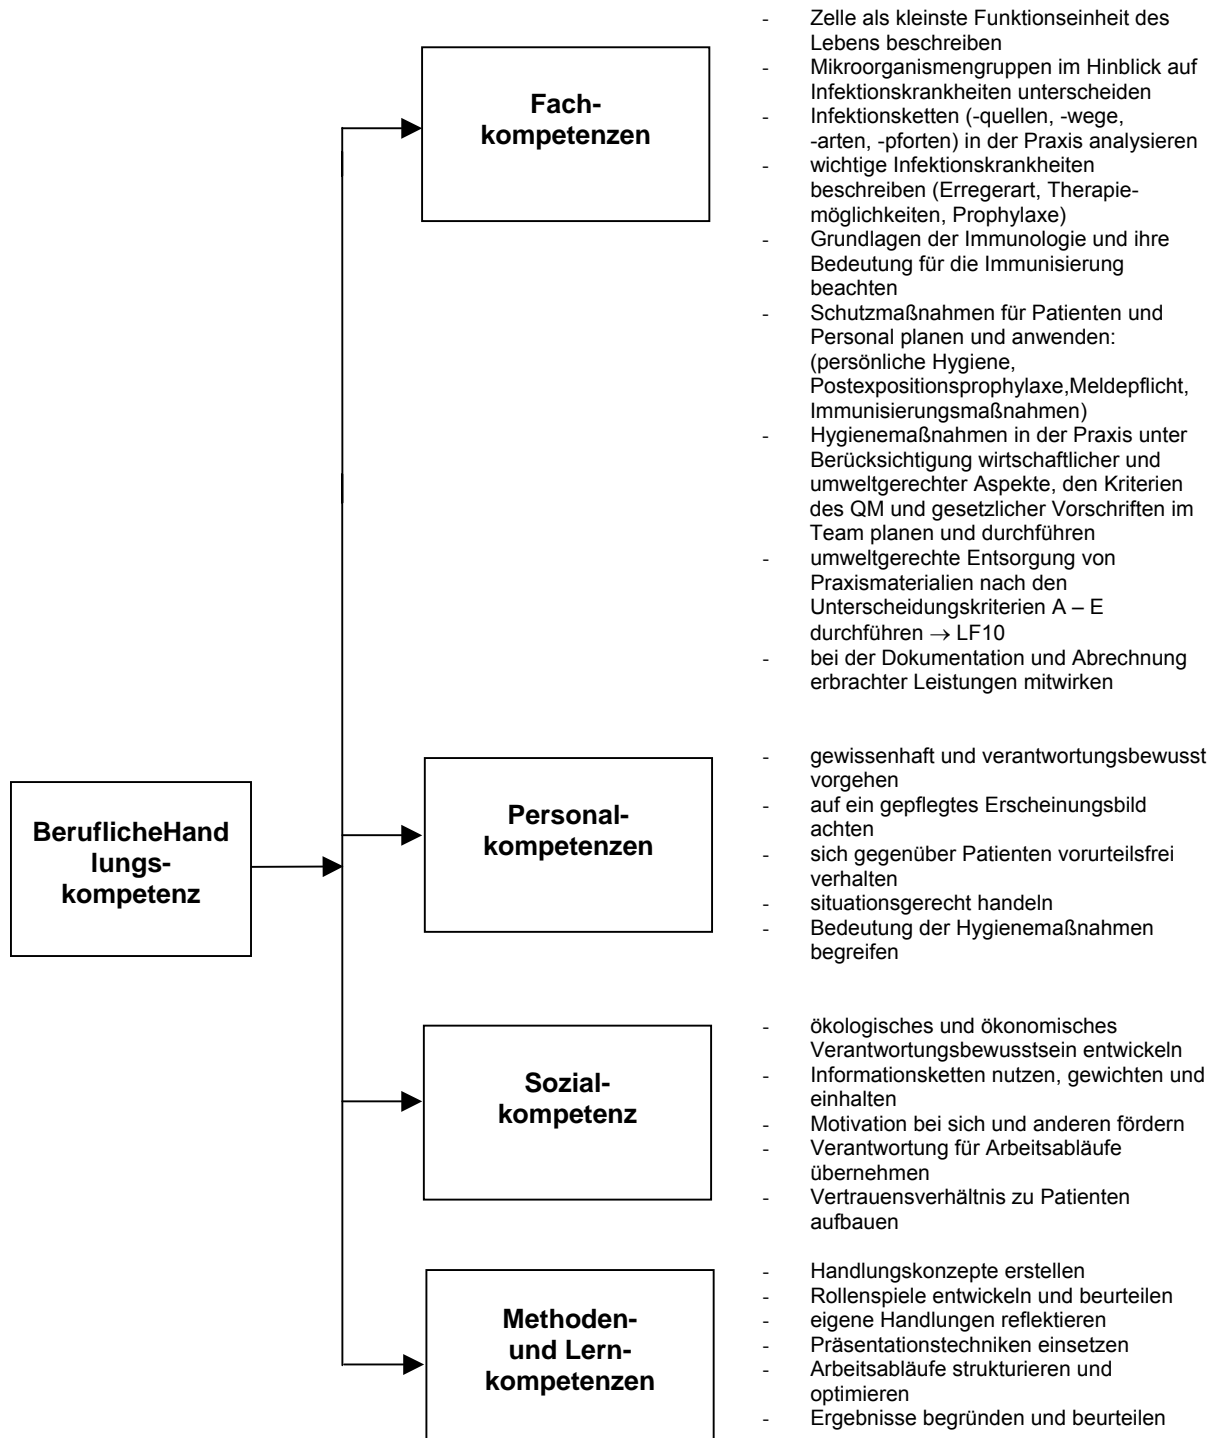 BeruflicheHand
lungs-
kompetenz
Fach-
kompetenzen
- Zelle als kleinste Funktionseinheit des
Lebens beschreiben
- Mikroorganismengruppen im Hinblick auf
Infektionskrankheiten unterscheiden
- Infektionsketten (-quellen, -wege,
-arten, -pforten) in der Praxis analysieren
- wichtige Infektionskrankheiten
beschreiben (Erregerart, Therapie-
möglichkeiten, Prophylaxe)
- Grundlagen der Immunologie und ihre
Bedeutung für die Immunisierung
beachten
- Schutzmaßnahmen für Patienten und
Personal planen und anwenden:
(persönliche Hygiene,
Postexpositionsprophylaxe,Meldepflicht,
Immunisierungsmaßnahmen)
- Hygienemaßnahmen in der Praxis unter
Berücksichtigung wirtschaftlicher und
umweltgerechter Aspekte, den Kriterien
des QM und gesetzlicher Vorschriften im
Team planen und durchführen
- umweltgerechte Entsorgung von
Praxismaterialien nach den
Unterscheidungskriterien A – E
durchführen → LF10
- bei der Dokumentation und Abrechnung
erbrachter Leistungen mitwirken
Personal-
kompetenzen
- gewissenhaft und verantwortungsbewusst
vorgehen
- auf ein gepflegtes Erscheinungsbild
achten
- sich gegenüber Patienten vorurteilsfrei
verhalten
- situationsgerecht handeln
- Bedeutung der Hygienemaßnahmen
begreifen
Sozial-
kompetenz
- ökologisches und ökonomisches
Verantwortungsbewusstsein entwickeln
- Informationsketten nutzen, gewichten und
einhalten
- Motivation bei sich und anderen fördern
- Verantwortung für Arbeitsabläufe
übernehmen
- Vertrauensverhältnis zu Patienten
aufbauen
Methoden-
und Lern-
kompetenzen
- Handlungskonzepte erstellen
- Rollenspiele entwickeln und beurteilen
- eigene Handlungen reflektieren
- Präsentationstechniken einsetzen
- Arbeitsabläufe strukturieren und
optimieren
- Ergebnisse begründen und beurteilen